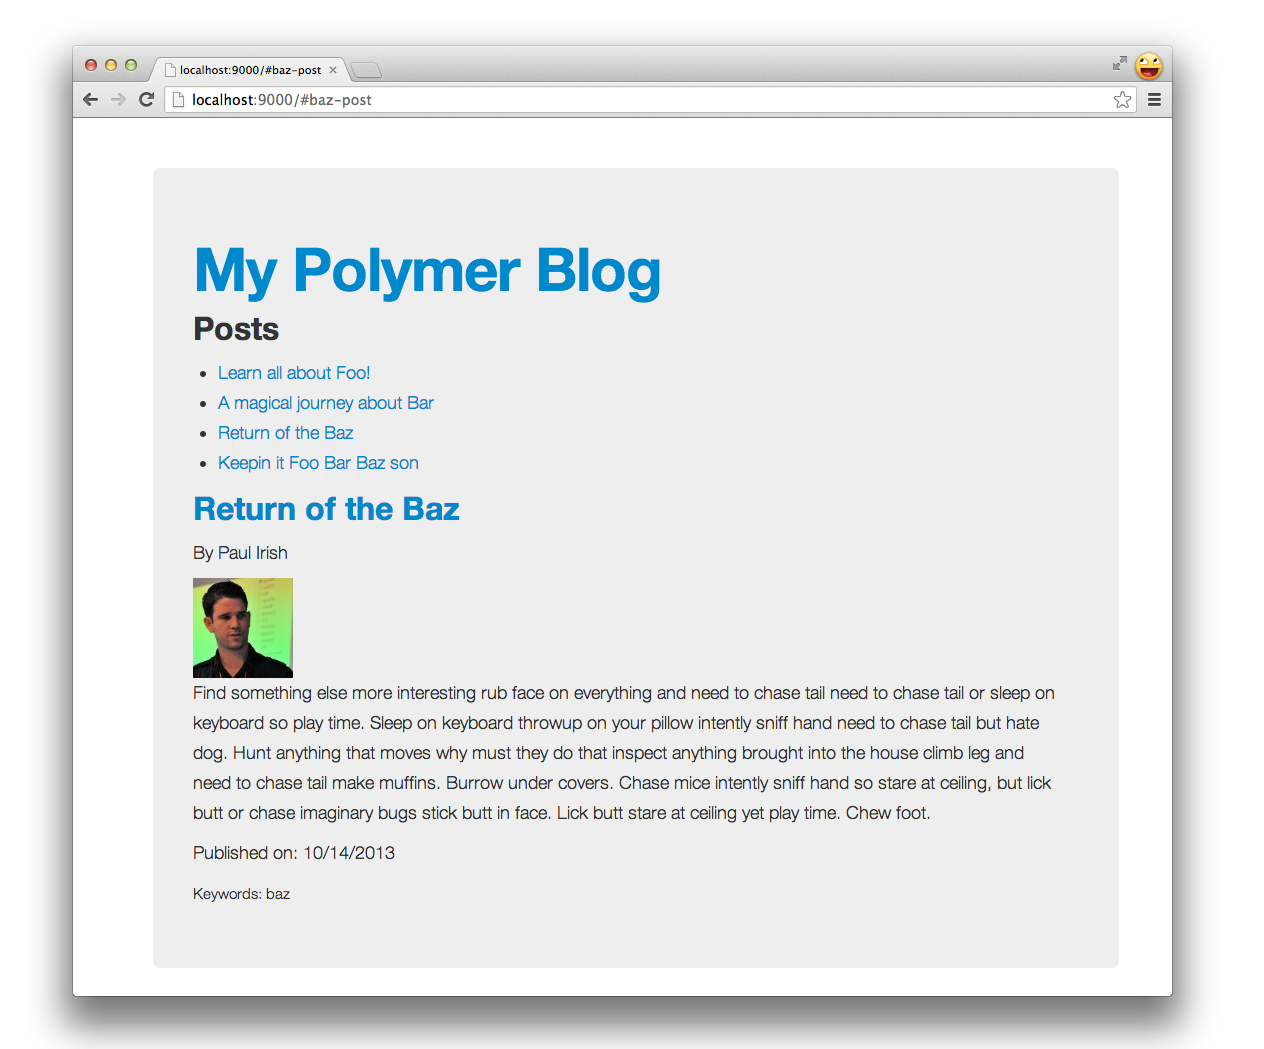 localhost:9000/#baz-post
localhost:9000/#baz-post
My Polymer Blog
Posts
Learn all about Foo!
A magical journey about Bar
Return of the Baz
Keepin it Foo Bar Baz son
Return of the Baz
By Paul Irish
Find something else more interesting rub face on everything and need to chase tail need to chase tail or sleep on
keyboard so play time. Sleep on keyboard throwup on your pillow intently sniff hand need to chase tail but hate
dog. Hunt anything that moves why must they do that inspect anything brought into the house climb leg and
need to chase tail make muffins. Burrow under covers. Chase mice intently sniff hand so stare at ceiling, but lick
butt or chase imaginary bugs stick butt in face. Lick butt stare at ceiling yet play time. Chew foot.
Published on: 10/14/2013
Keywords: baz